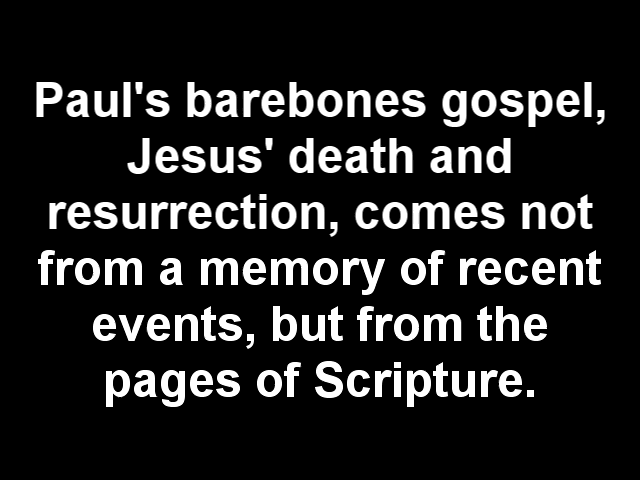 Paul's barebones gospel,
Jesus' death and
resurrection, comes not
from a memory of recent
events, but from the
pages of Scripture.